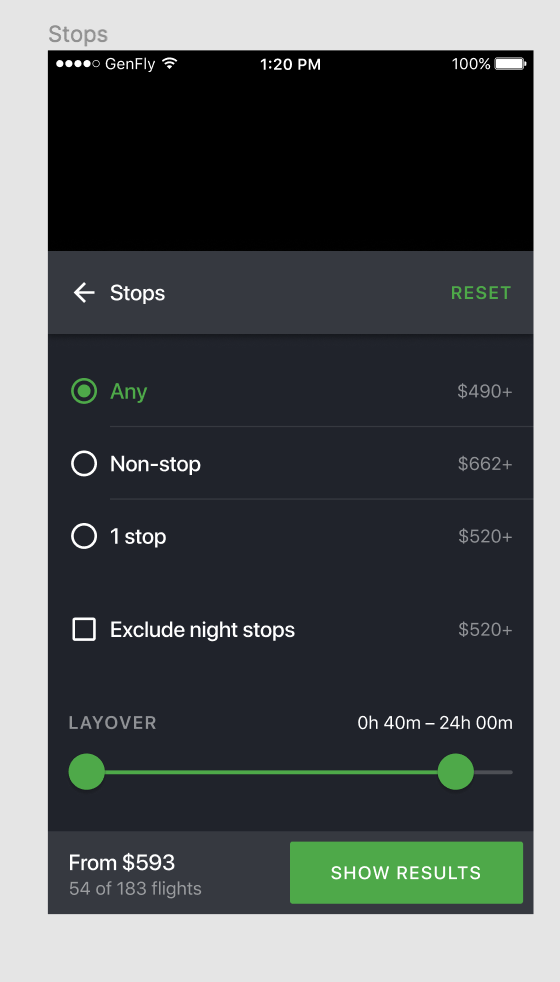 Stops
GenFly 1:20 PM 100%
Stops RESET
Any $490+
Non-stop $662+
1 stop $520+
Exclude night stops $520+
LAYOVER 0h 40m – 24h 00m
From $593
54 of 183 flights
SHOW RESULTS